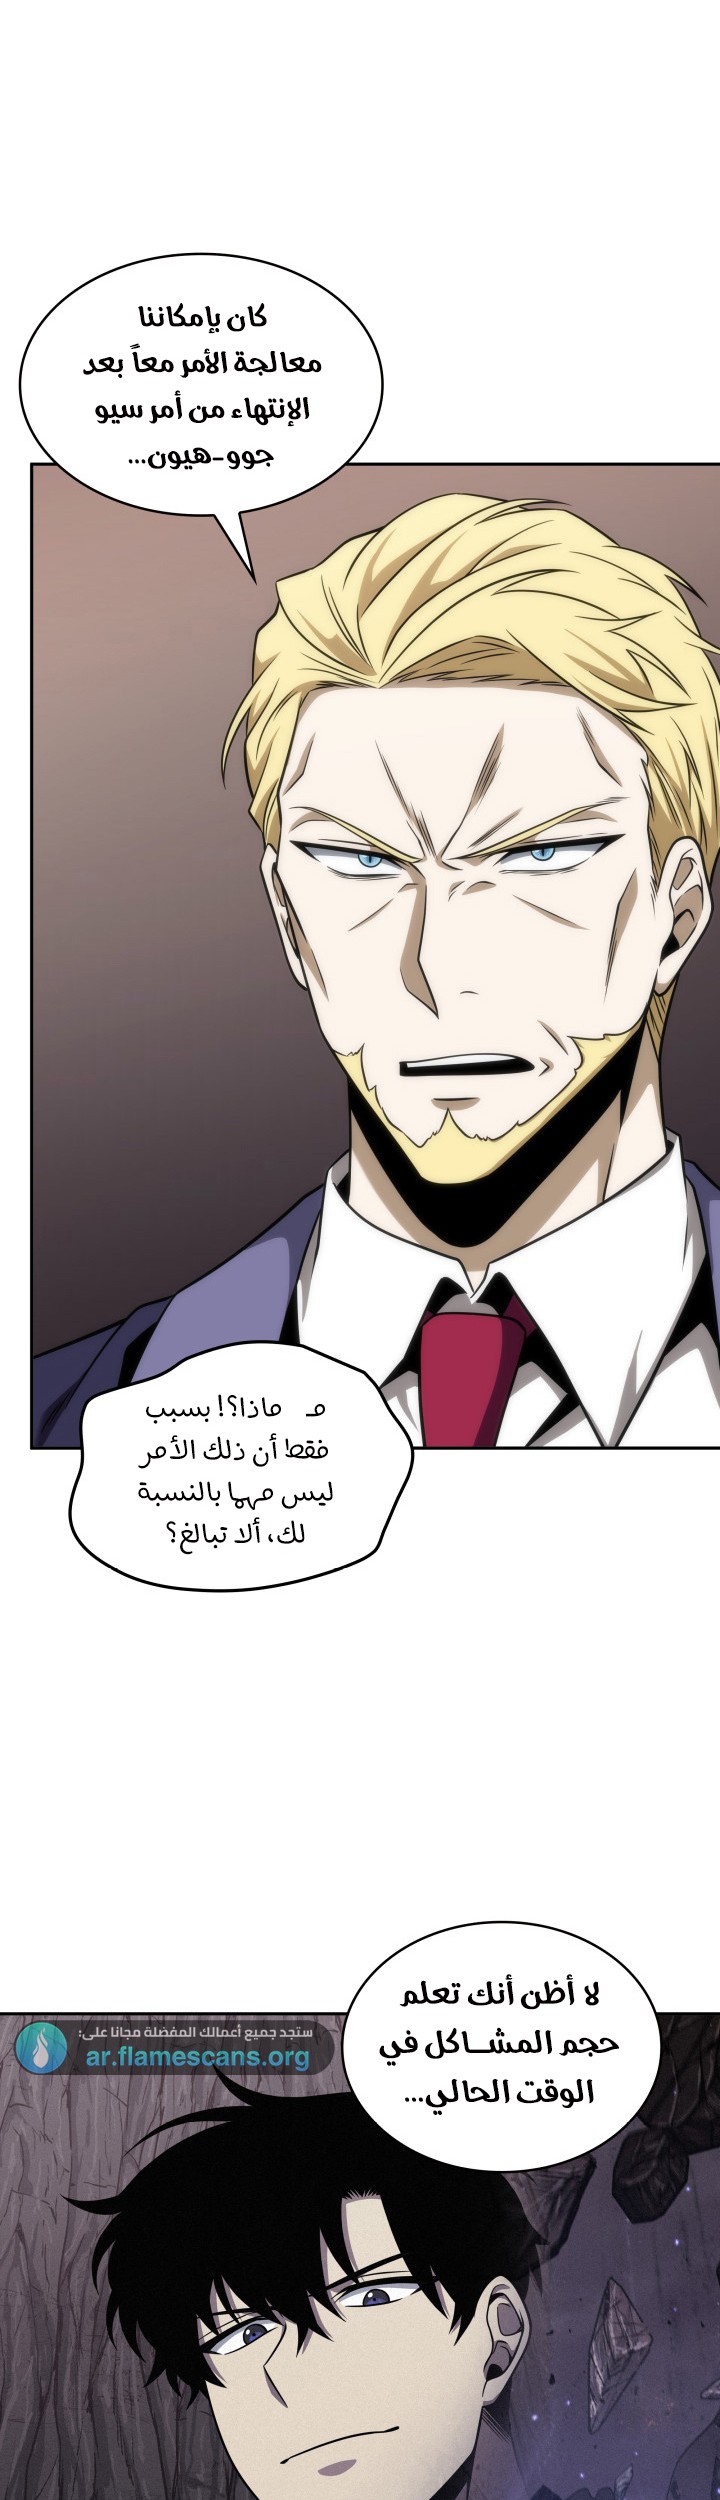 كان بإمكاننا
معالجة الأمر معاً بعد
الإنتهاء من أمر سيو
جوو-هيون...
مـ ماذا؟! بسبب
فقط! أن ذلك الأمر
ليس مهما بالنسبة
لك، ألا تبالغ؟
لا أظن أنك تعلم
حجم المشـــاكل في
الوقت الحالي...
ستجد جميع أعمالك المفضلة مجانا على:
ar.flamescans.org